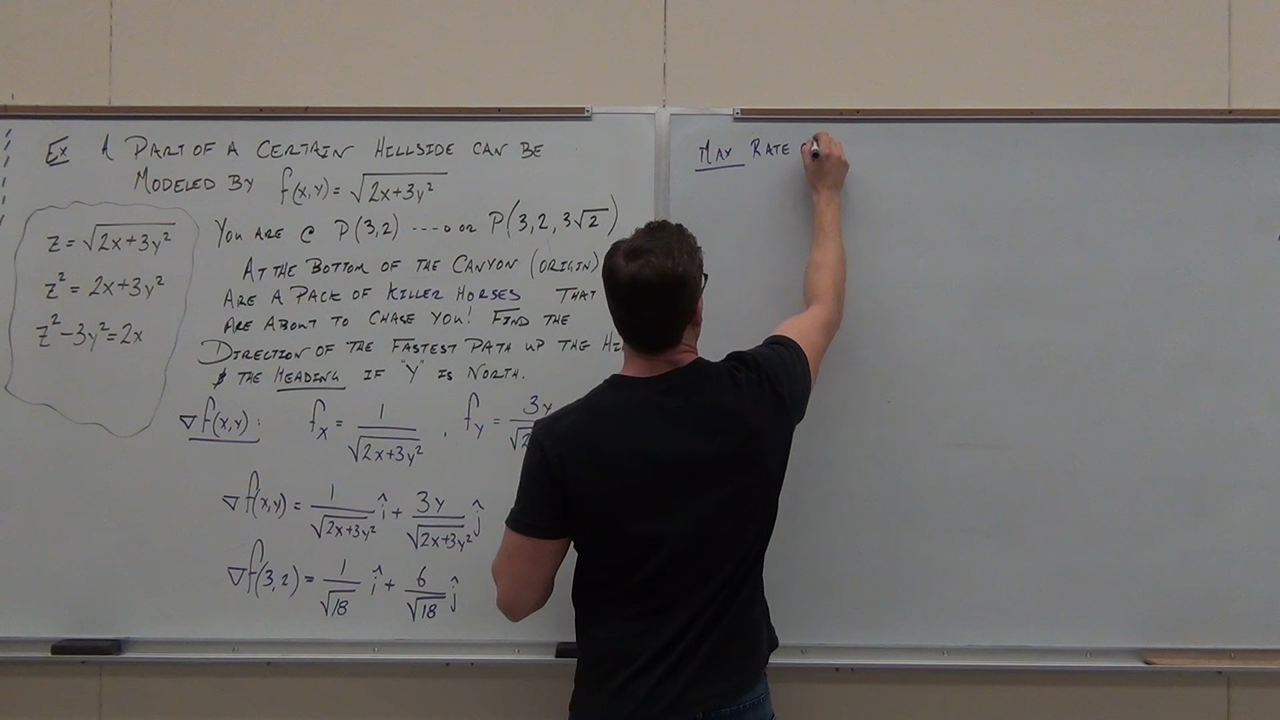 Ex A PART OF A CERTAIN HILLSIDE CAN BE
MODELED BY f(x,y) = √(2x+3y²)
z = √(2x+3y²)
z² = 2x+3y²
z²-3y²=2x
YOU ARE @ P(3,2) ----o OR P(3,2,3√2)
AT THE BOTTOM OF THE CANYON (ORIGIN)
ARE A PACK OF KILLER HORSES THAT
ARE ABOUT TO CHASE YOU! FIND THE
DIRECTION OF THE FASTEST PATH UP THE
& THE HEADING IF "Y" IS NORTH.
∇f(x,y): f_x = 1/√(2x+3y²) , f_y = 3y
∇f(x,y) = 1/√(2x+3y²) î + 3y/√(2x+3y²) ĵ
∇f(3,2) = 1/√18 î + 6/√18 ĵ
MAX RATE